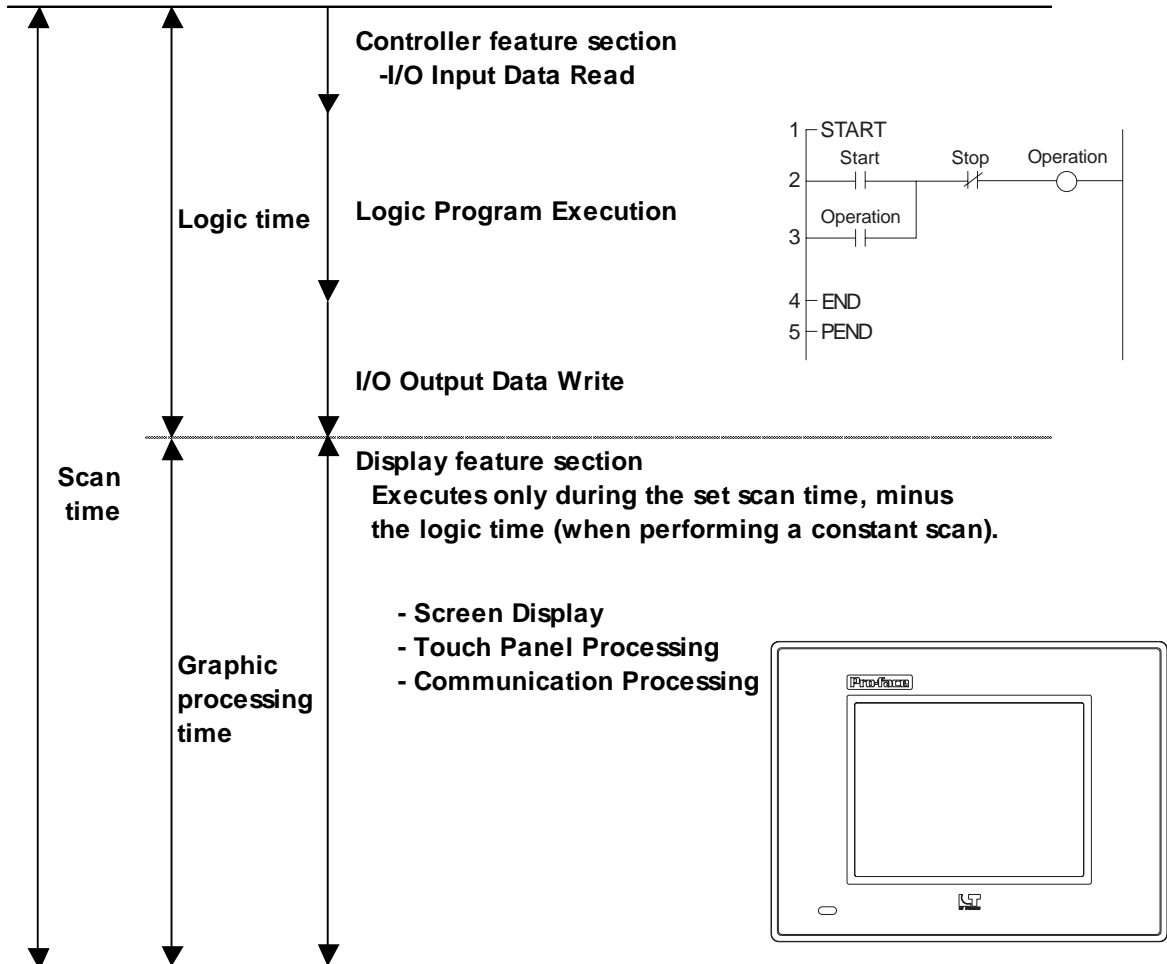 Controller feature section
-I/O Input Data Read
1 START
Start Stop Operation
2
Logic time
Logic Program Execution
Operation
3
4 END
5 PEND
I/O Output Data Write
Scan
time
Display feature section
Executes only during the set scan time, minus
the logic time (when performing a constant scan).
- Screen Display
- Touch Panel Processing
- Communication Processing
Graphic
processing
time
Pro-face
LT